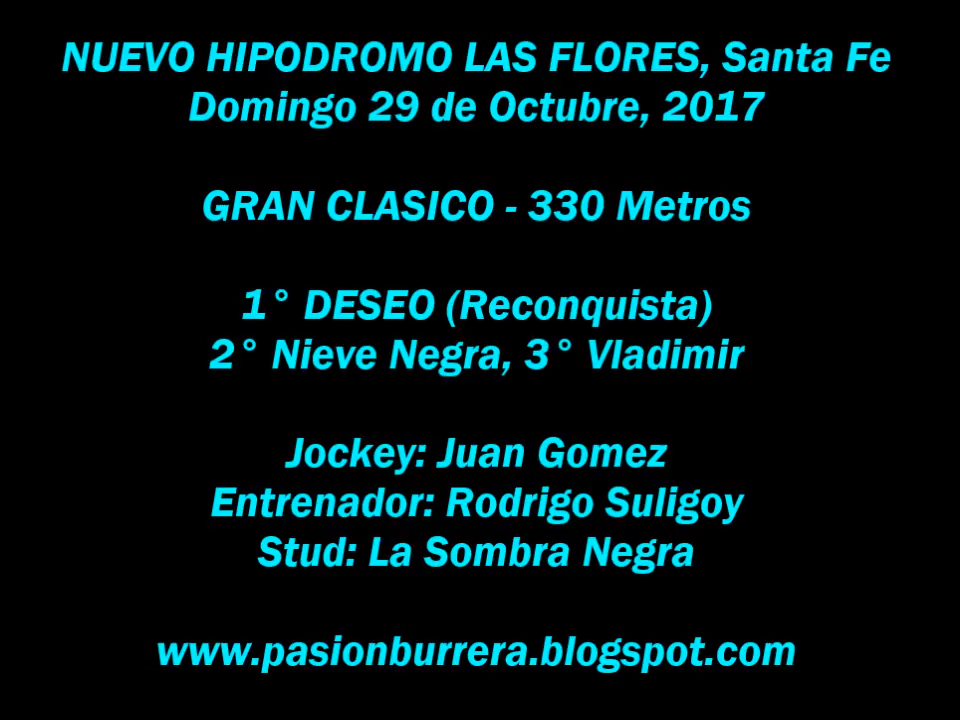 NUEVO HIPODROMO LAS FLORES, Santa Fe
Domingo 29 de Octubre, 2017
GRAN CLASICO - 330 Metros
1° DESEO (Reconquista)
2° Nieve Negra, 3° Vladimir
Jockey: Juan Gomez
Entrenador: Rodrigo Suligoy
Stud: La Sombra Negra
www.pasionburrera.blogspot.com